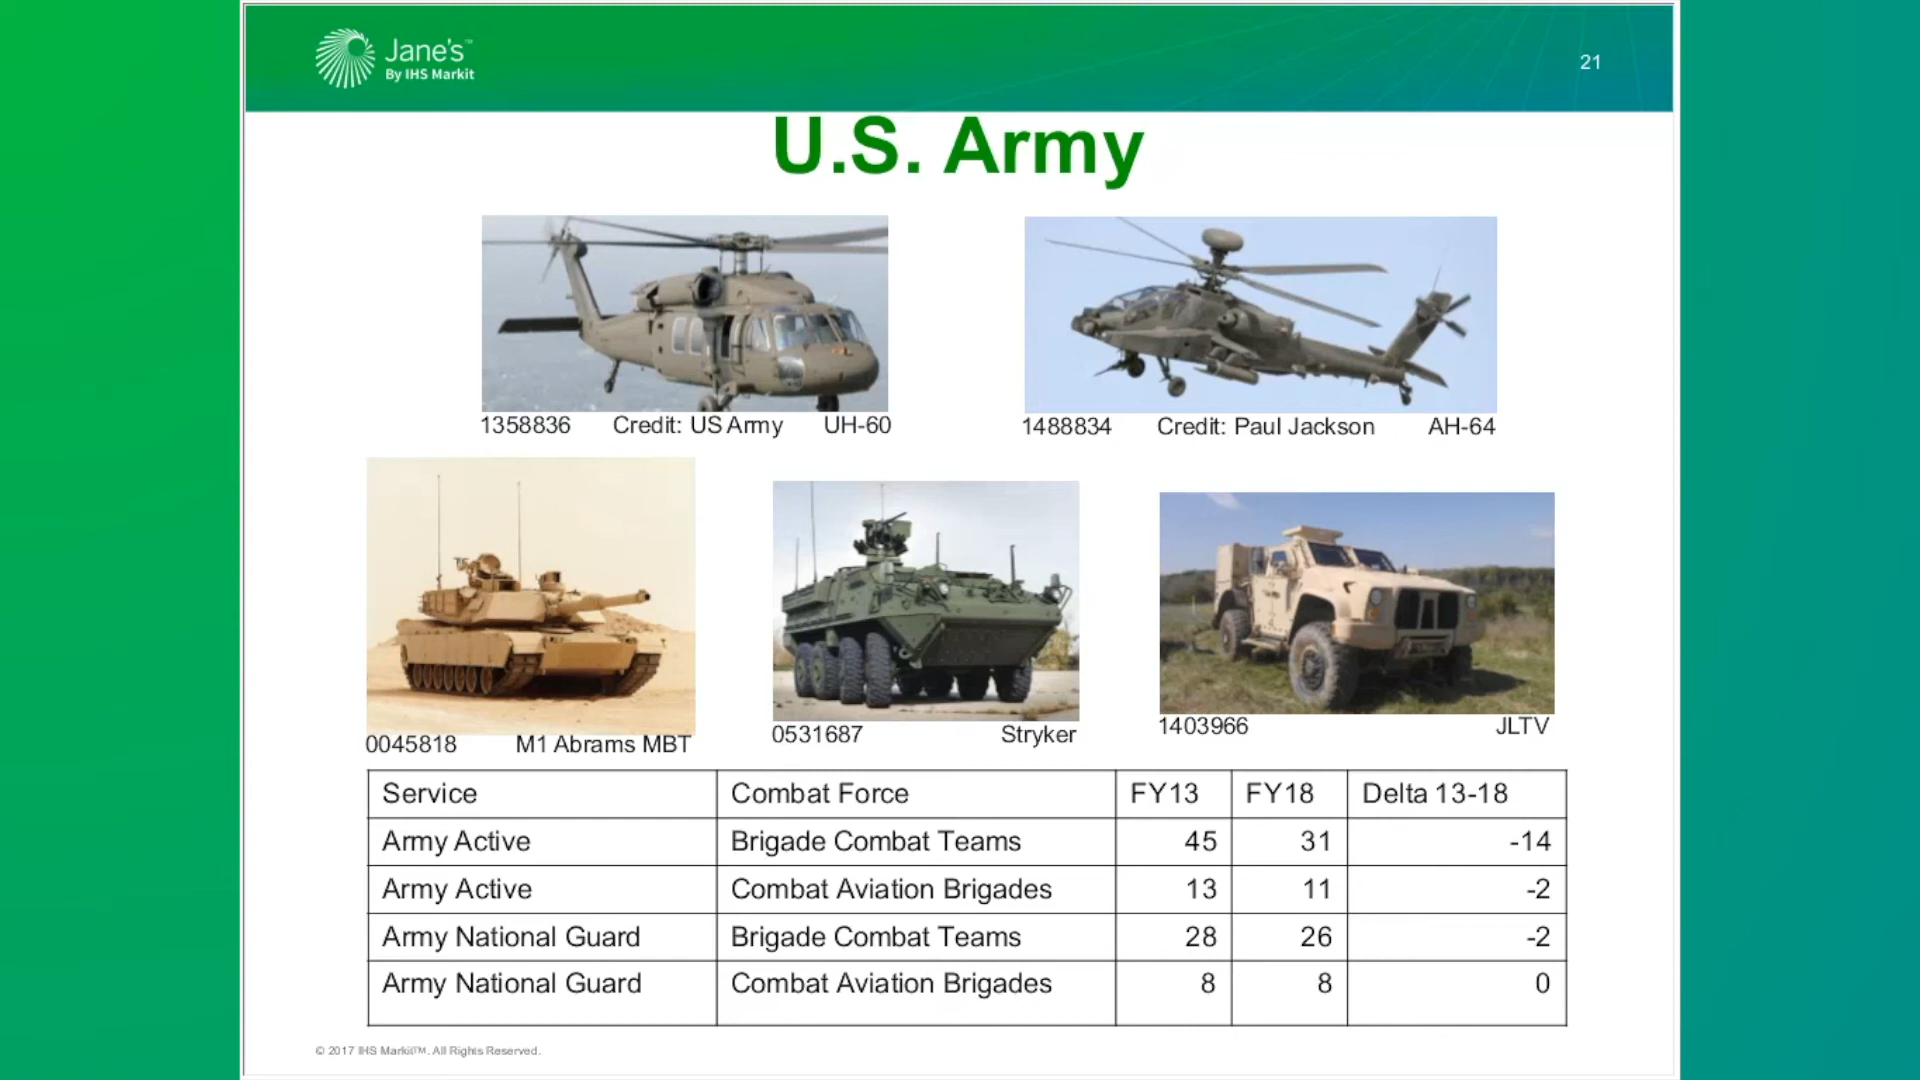 Jane's™
By IHS Markit
21
U.S. Army
1358836 Credit: US Army UH-60
1488834 Credit: Paul Jackson AH-64
0045818 M1 Abrams MBT
0531687 Stryker
1403966 JLTV
Service Combat Force FY13 FY18 Delta 13-18
Army Active Brigade Combat Teams 45 31 -14
Army Active Combat Aviation Brigades 13 11 -2
Army National Guard Brigade Combat Teams 28 26 -2
Army National Guard Combat Aviation Brigades 8 8 0
© 2017 IHS Markit™. All Rights Reserved.